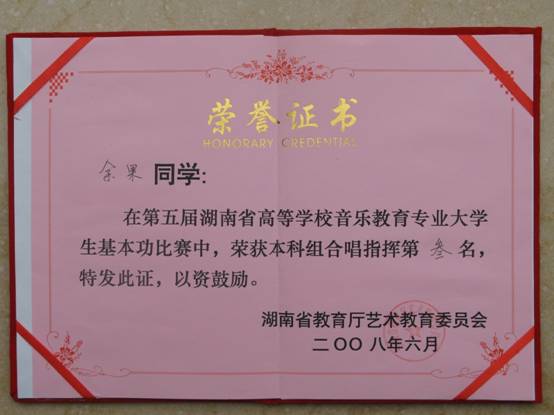 荣誉证书
HONORARY CREDENTIAL
余果 同学：
在第五届湖南省高等学校音乐教育专业大学
生基本功比赛中，荣获本科组合唱指挥第 叁 名，
特发此证，以资鼓励。
湖南省教育厅艺术教育委员会
二〇〇八年六月